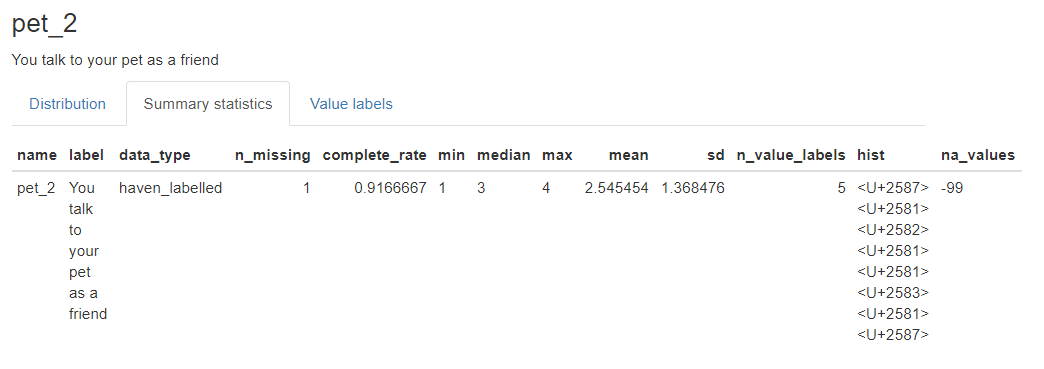 pet_2
You talk to your pet as a friend
Distribution Summary statistics Value labels
name label data_type n_missing complete_rate min median max mean sd n_value_labels hist na_values
pet_2 You haven_labelled 1 0.9166667 1 3 4 2.545454 1.368476 5 <U+2587> -99
talk <U+2581>
to <U+2582>
your <U+2581>
pet <U+2581>
as a <U+2583>
friend <U+2581>
<U+2587>